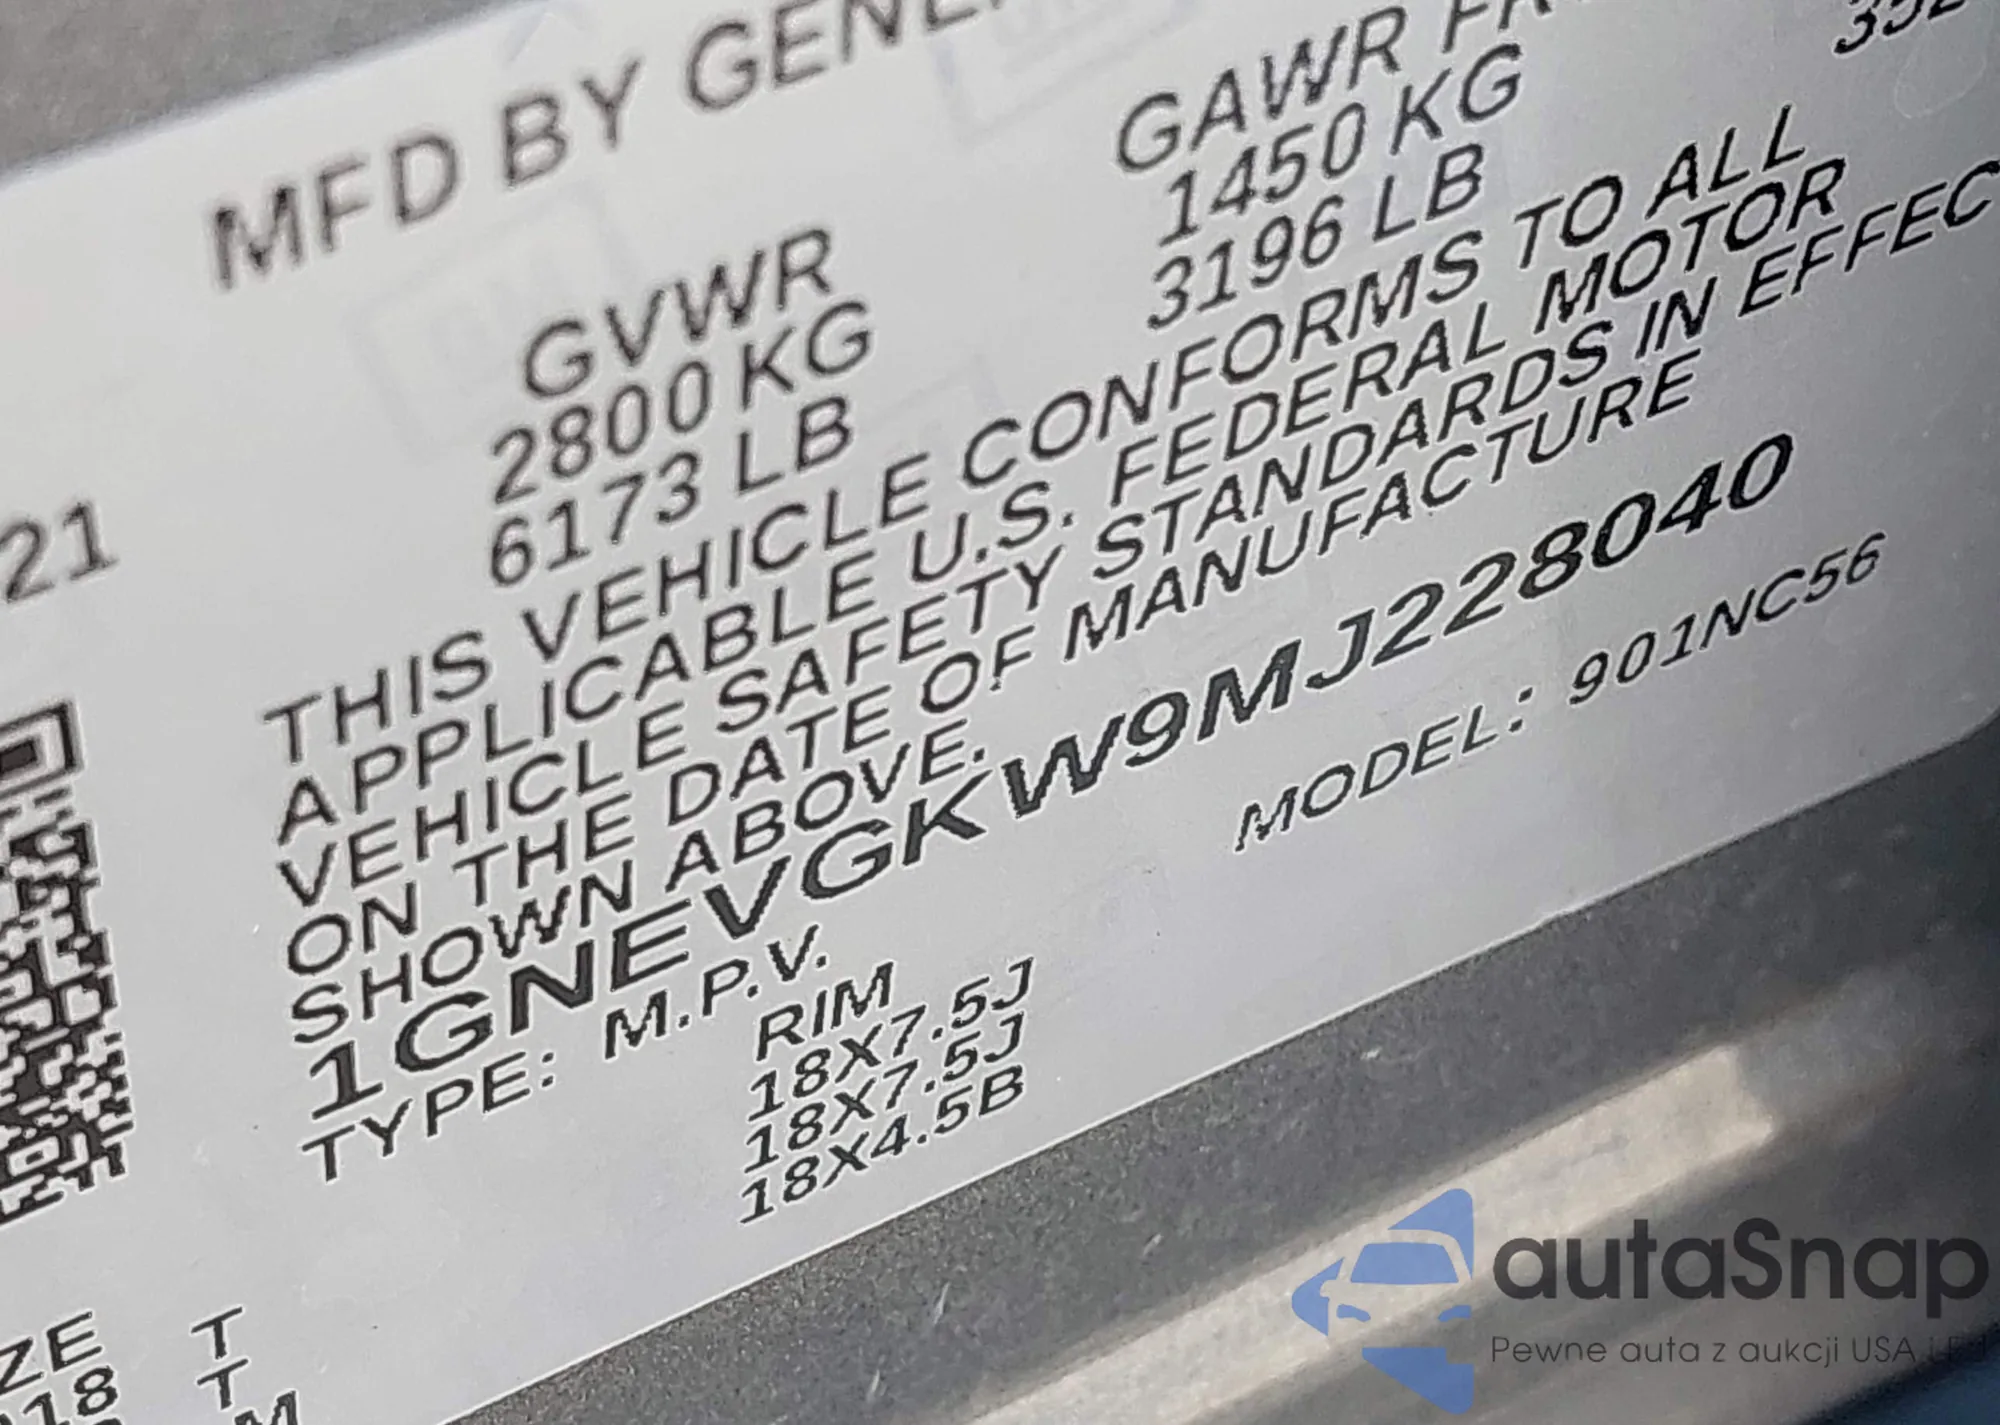 MFD BY GENE
GVWR
2800 KG
6173 LB
GAWR FR
1450 KG
3196 LB
352
21
THIS VEHICLE CONFORMS TO ALL
APPLICABLE U.S. FEDERAL MOTOR
VEHICLE SAFETY STANDARDS IN EFFEC
ON THE DATE OF MANUFACTURE
SHOWN ABOVE.
1GNEVGKW9MJ228040
TYPE: M.P.V.
MODEL: 901NC56
RIM
18X7.5J
18X7.5J
18X4.5B
ZE
18
T
T
M
autaSnap
Pewne auta z aukcji USA i EU